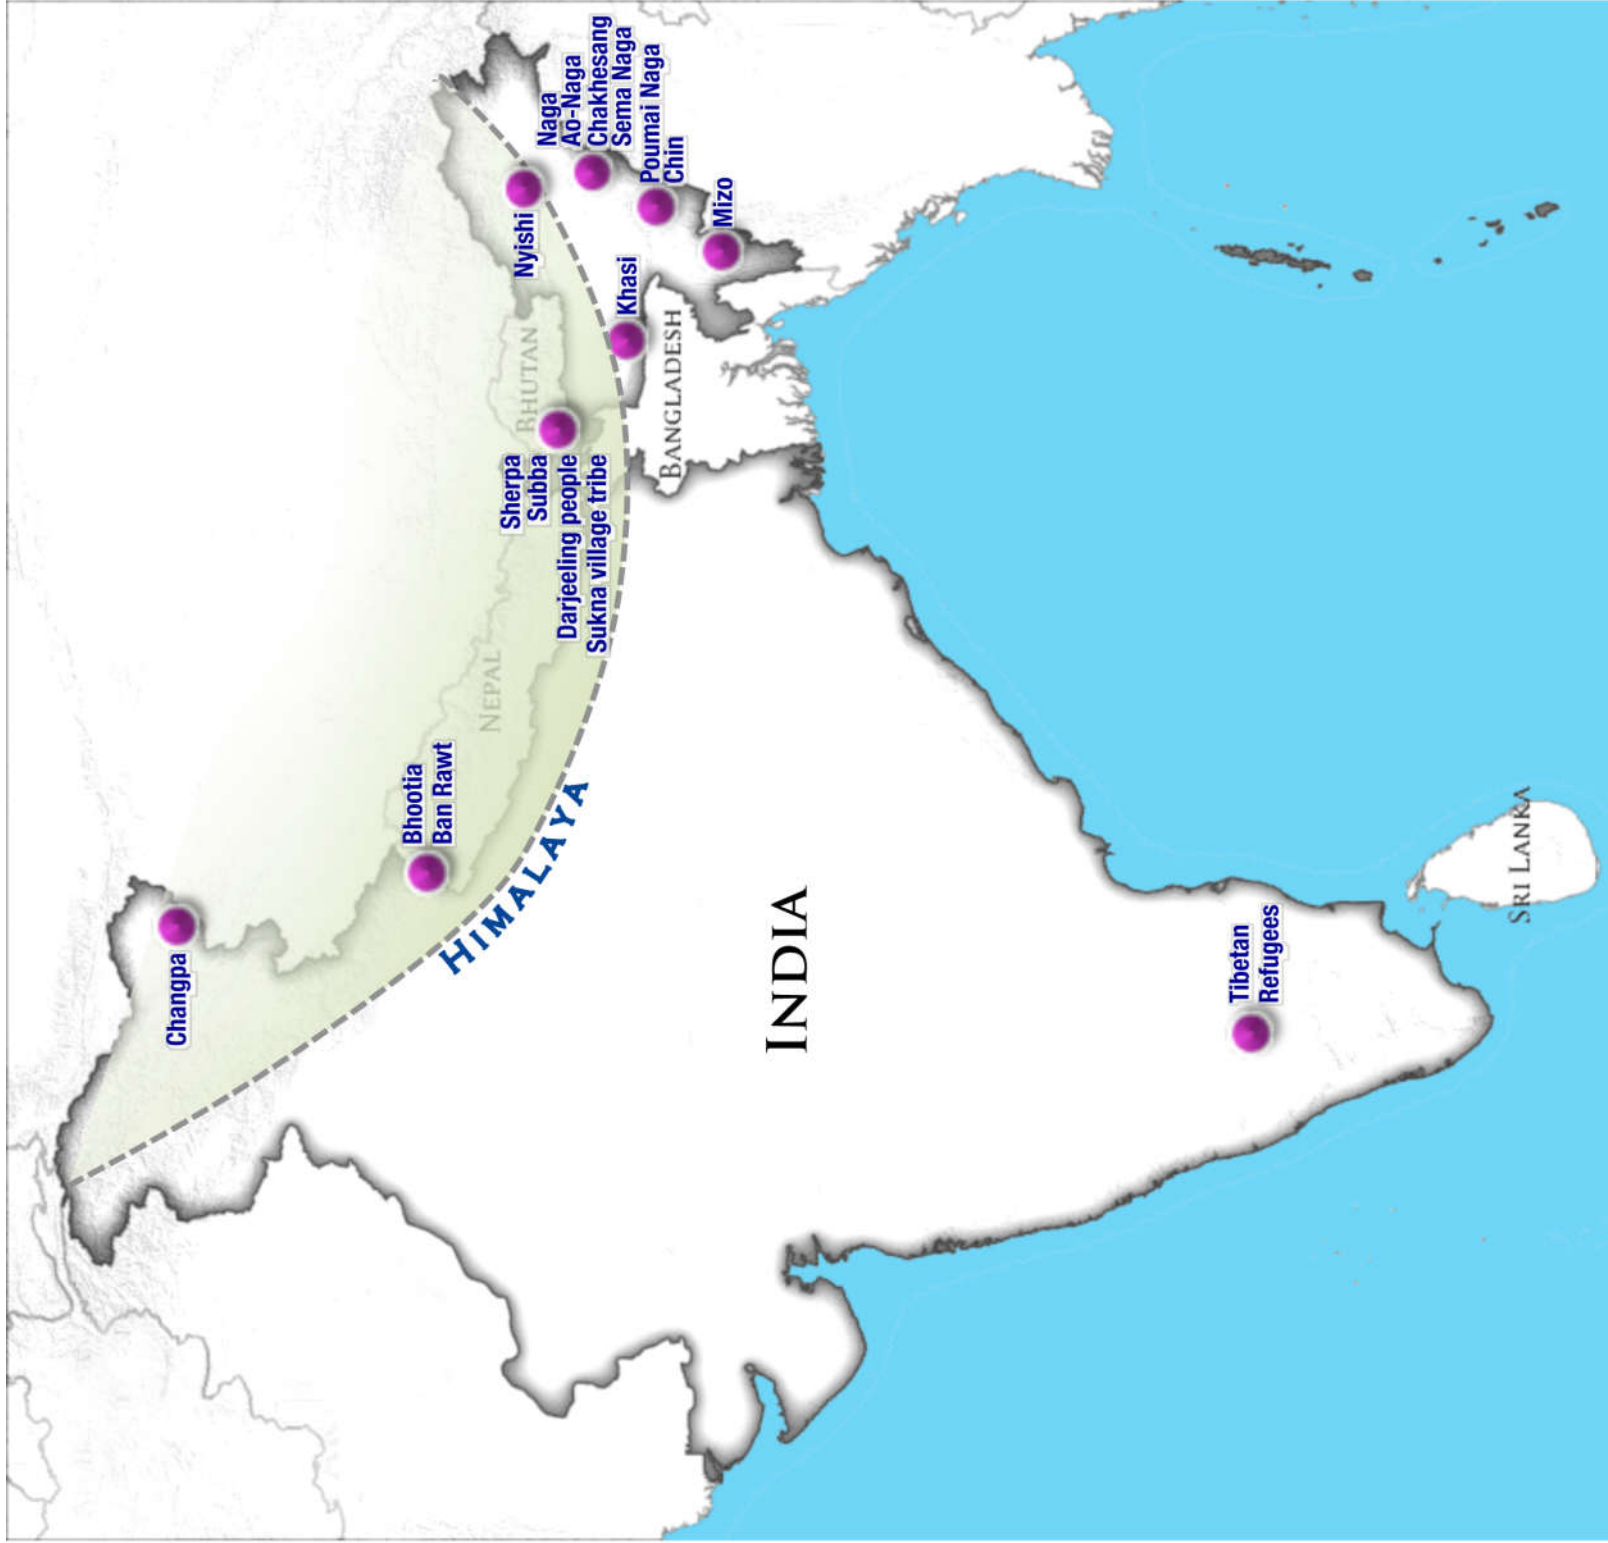 Changpa
Bhootia
Ban Rawt
HIMALAYA
NEPAL
BHUTAN
Sherpa
Subba
Darjeeling people
Sukna village tribe
Nyishi
Naga
Ao-Naga
Chakhesang
Sema Naga
Poumai Naga
Chin
Mizo
Khasi
BANGLADESH
INDIA
Tibetan
Refugees
SRI LANKA